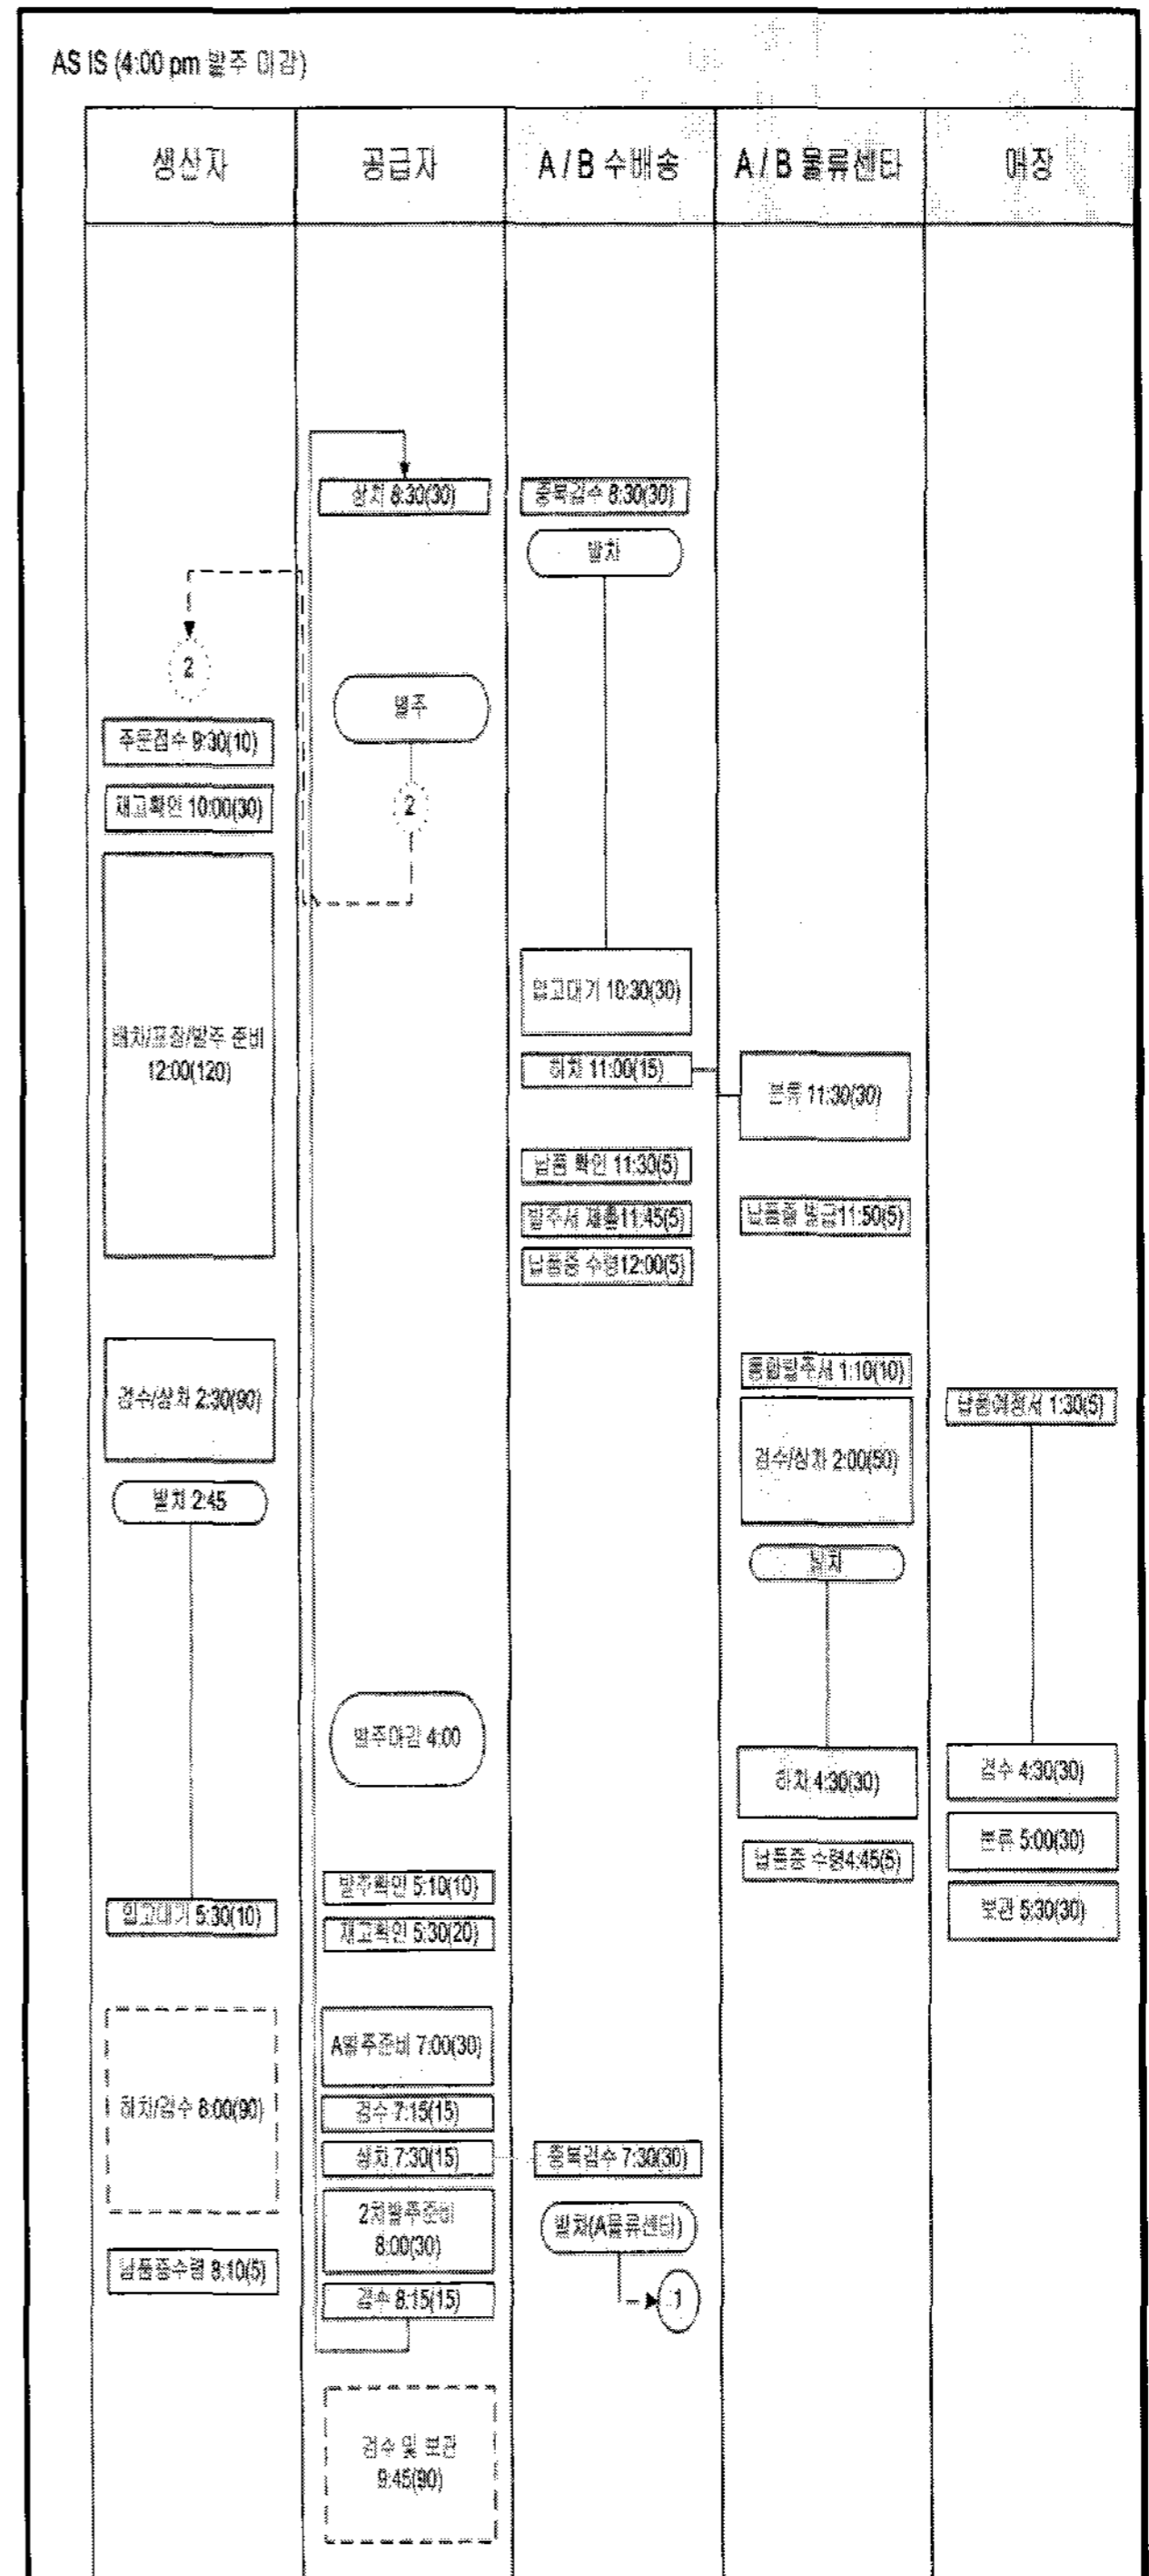 AS IS (4:00 pm 발주 마감)
생산자
공급자
A / B 수배송
A / B 물류센타
매장
상차 8:30(30)
중복검수 8:30(30)
발차
2
발주
주문접수 9:30(10)
2
재고확인 10:00(30)
입고대기 10:30(30)
배차/포장/발주 준비
12:00(120)
하차 11:00(15)
분류 11:30(30)
납품 확인 11:30(5)
발주서 제출11:45(5)
납품증 발급11:50(5)
납품증 수령12:00(5)
통합발주서 1:10(10)
검수/상차 2:30(90)
납품예정서 1:30(5)
검수/상차 2:00(50)
발차 2:45
발주마감 4:00
하차 4:30(30)
검수 4:30(30)
분류 5:00(30)
납품증 수령4:45(5)
발주확인 5:10(10)
입고대기 5:30(10)
재고확인 5:30(20)
보관 5:30(30)
A발주준비 7:00(30)
하차/검수 8:00(90)
검수 7:15(15)
상차 7:30(15)
중복검수 7:30(30)
2차발주준비
8:00(30)
발차(A물류센터)
납품증수령 8:10(5)
검수 8:15(15)
1
검수 및 보관
9:45(90)